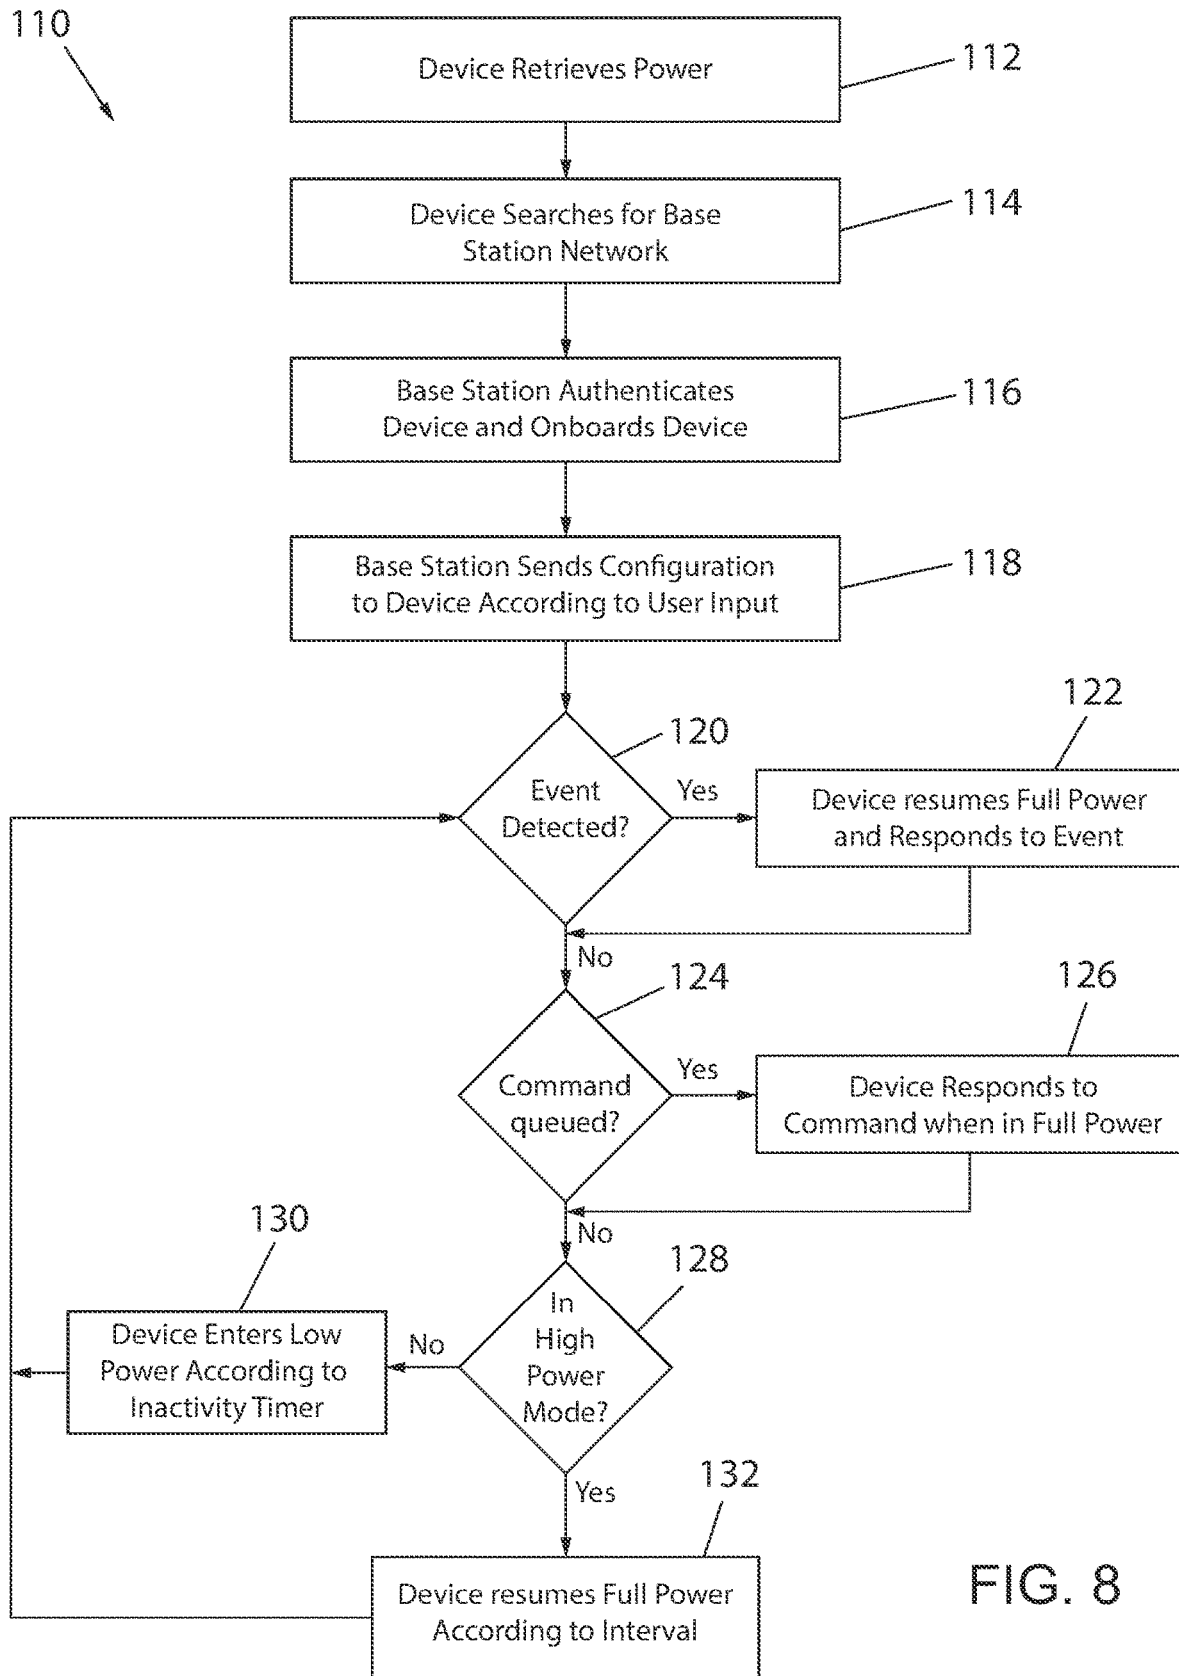 110
Device Retrieves Power
112
Device Searches for Base
Station Network
114
Base Station Authenticates
Device and Onboards Device
116
Base Station Sends Configuration
to Device According to User Input
118
120
Event
Detected?
Yes
122
Device resumes Full Power
and Responds to Event
No
124
Command
queued?
Yes
126
Device Responds to
Command when in Full Power
No
128
In
High
Power
Mode?
No
130
Device Enters Low
Power According to
Inactivity Timer
Yes
132
Device resumes Full Power
According to Interval
FIG. 8